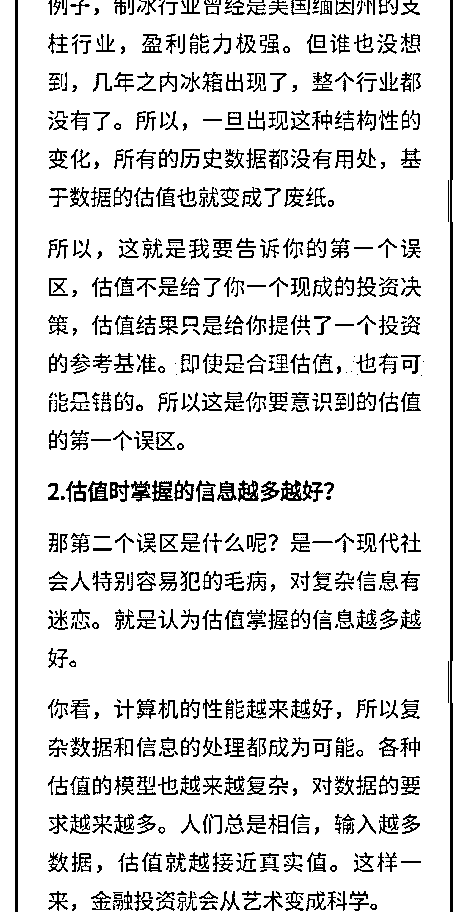 例子，制冰行业曾经是美国缅因州的支
柱行业，盈利能力极强。但谁也没想
到，几年之内冰箱出现了，整个行业都
没有了。所以，一旦出现这种结构性的
变化，所有的历史数据都没有用处，基
于数据的估值也就变成了废纸。
所以，这就是我要告诉你的第一个误
区，估值不是给了你一个现成的投资决
策，估值结果只是给你提供了一个投资
的参考基准。即使是合理估值，也有可
能是错的。所以这是你要意识到的估值
的第一个误区。
2.估值时掌握的信息越多越好？
那第二个误区是什么呢？是一个现代社
会人特别容易犯的毛病，对复杂信息有
迷恋。就是认为估值掌握的信息越多越
好。
你看，计算机的性能越来越好，所以复
杂数据和信息的处理都成为可能。各种
估值的模型也越来越复杂，对数据的要
求越来越多。人们总是相信，输入越多
数据，估值就越接近真实值。这样一
来，金融投资就会从艺术变成科学。